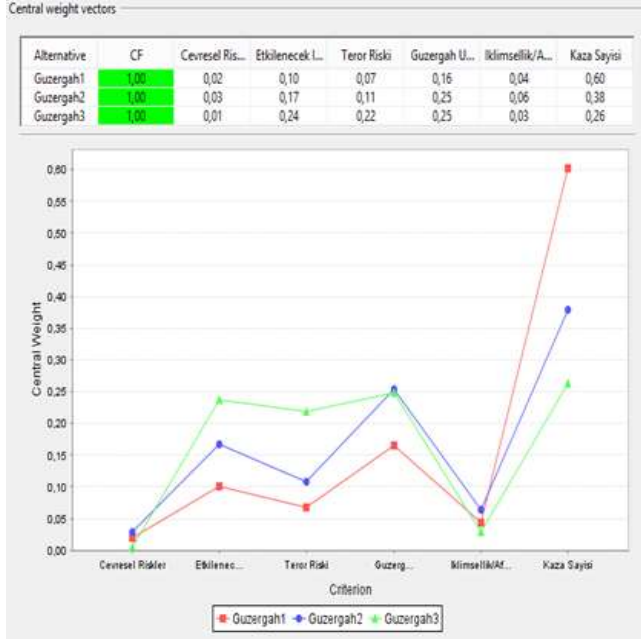 Central weight vectors
Alternative CF Cevresel Ris... Etkilenecek I... Teror Riski Guzergah U... Iklimsellik/A... Kaza Sayisi
Guzergah1 1,00 0,02 0,10 0,07 0,16 0,04 0,60
Guzergah2 1,00 0,03 0,17 0,11 0,25 0,06 0,38
Guzergah3 1,00 0,01 0,24 0,22 0,25 0,03 0,26
0,60
0,55
0,50
0,45
0,40
0,35
0,30
0,25
0,20
0,15
0,10
0,05
0,00
Central Weight
Cevresel Riskler Etkilenec... Teror Riski Guzerg... Iklimsellik/Af... Kaza Sayisi
Criterion
Guzergah1 Guzergah2 Guzergah3